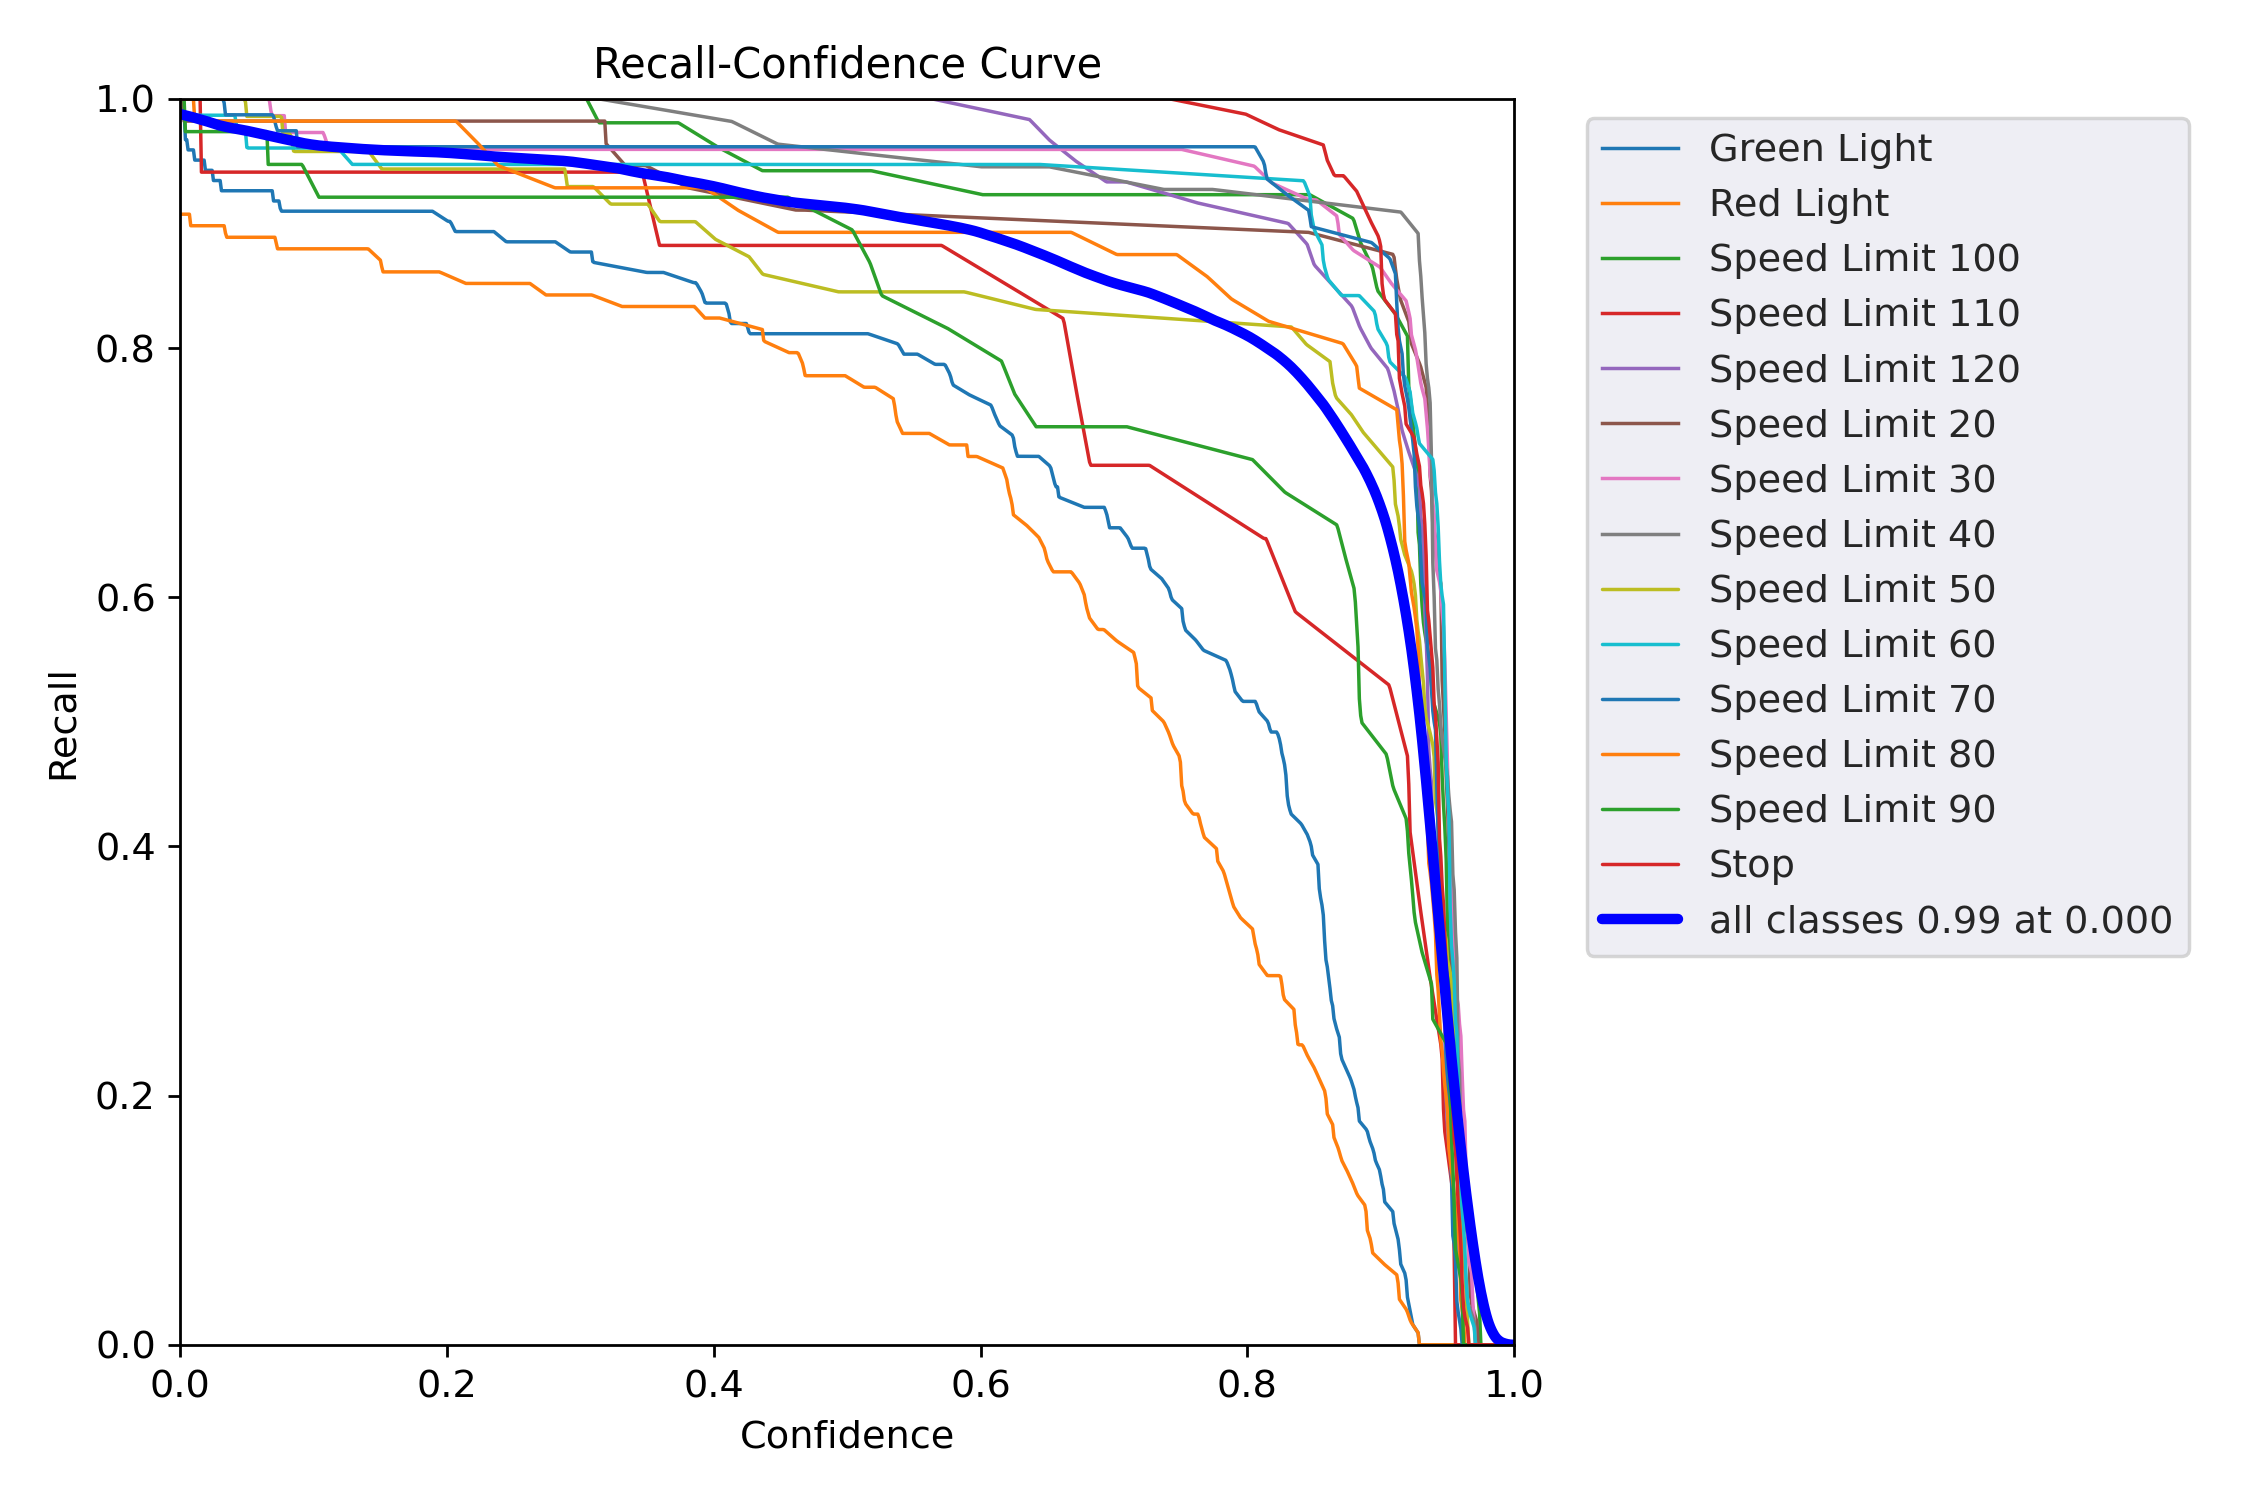 Recall-Confidence Curve
1.0
0.8
0.6
0.4
0.2
0.0
Recall
0.0 0.2 0.4 0.6 0.8 1.0
Confidence
Green Light
Red Light
Speed Limit 100
Speed Limit 110
Speed Limit 120
Speed Limit 20
Speed Limit 30
Speed Limit 40
Speed Limit 50
Speed Limit 60
Speed Limit 70
Speed Limit 80
Speed Limit 90
Stop
all classes 0.99 at 0.000